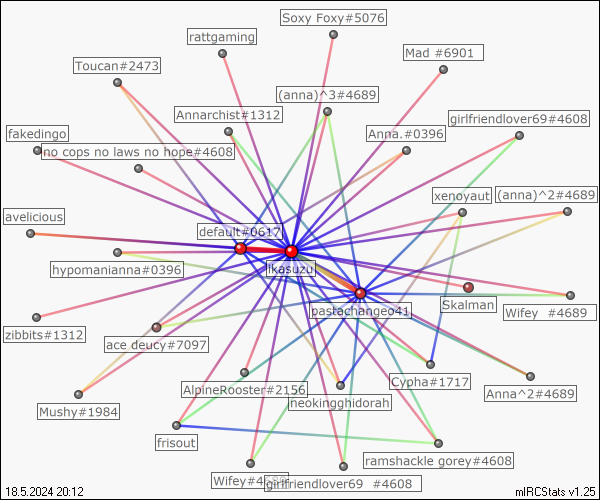 Soxy Foxy#5076
rattgaming
Mad #6901
Toucan#2473
(anna)^3#4689
Annarchist#1312
girlfriendlover69#4608
fakedingo
Anna.#0396
no cops no laws no hope#4608
xenoyaut
(anna)^2#4689
avelicious
default#0617
Ikasuzu
hypomanianna#0396
Skalman
pastachangeo41
Wifey #4689
zibbits#1312
ace deucy#7097
Cypha#1717
AlpineRooster#2156
Anna^2#4689
neokingghidorah
Mushy#1984
frisout
ramshackle gorey#4608
Wifey#4689
girlfriendlover69 #4608
18.5.2024 20:12
mIRCStats v1.25